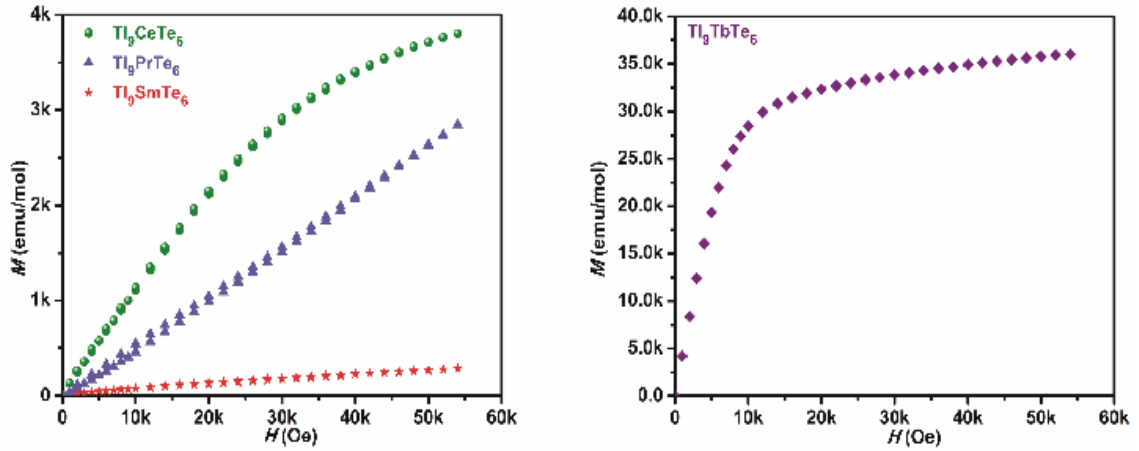 4k
3k
2k
1k
0
Tl₉CeTe₆
Tl₉PrTe₆
Tl₉SmTe₆
M (emu/mol)
0 10k 20k 30k 40k 50k 60k
H (Oe)
40.0k
35.0k
30.0k
25.0k
20.0k
15.0k
10.0k
5.0k
0.0
Tl₉TbTe₆
M (emu/mol)
0 10k 20k 30k 40k 50k 60k
H (Oe)